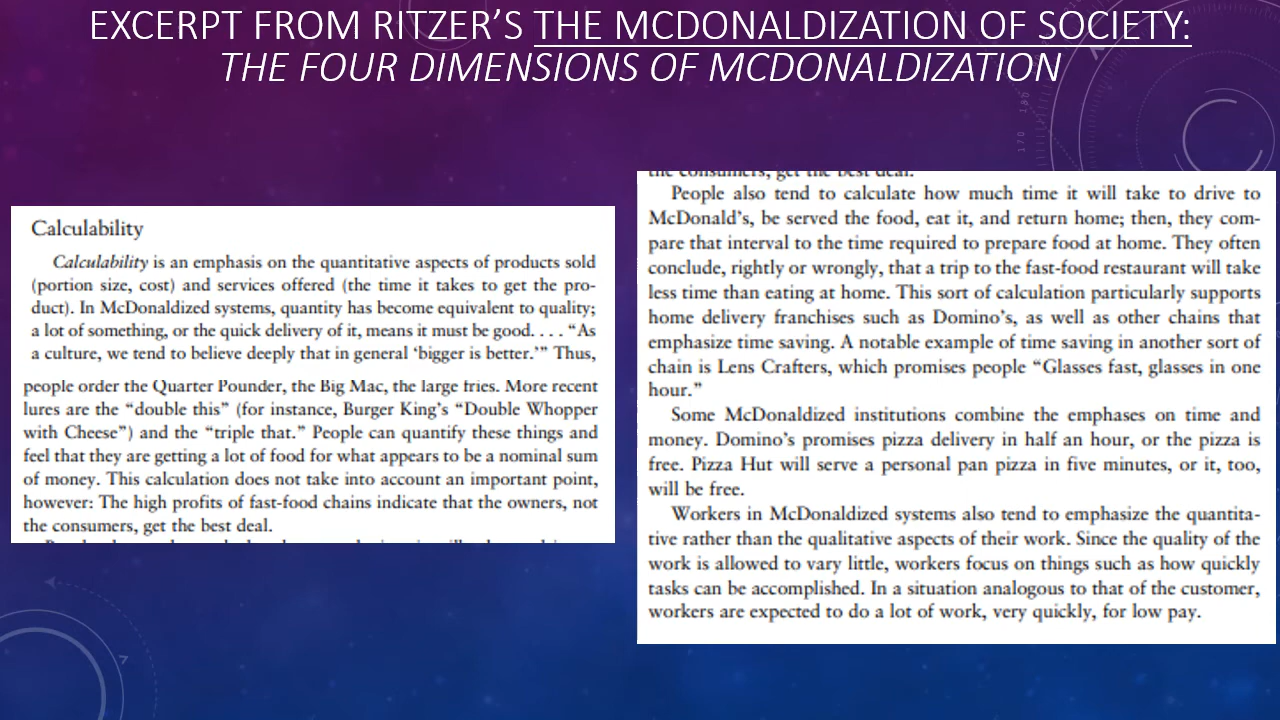 EXCERPT FROM RITZER'S THE MCDONALDIZATION OF SOCIETY:
THE FOUR DIMENSIONS OF MCDONALDIZATION
Calculability
Calculability is an emphasis on the quantitative aspects of products sold
(portion size, cost) and services offered (the time it takes to get the pro-
duct). In McDonaldized systems, quantity has become equivalent to quality;
a lot of something, or the quick delivery of it, means it must be good. . . . “As
a culture, we tend to believe deeply that in general ‘bigger is better.’” Thus,
people order the Quarter Pounder, the Big Mac, the large fries. More recent
lures are the “double this” (for instance, Burger King’s “Double Whopper
with Cheese”) and the “triple that.” People can quantify these things and
feel that they are getting a lot of food for what appears to be a nominal sum
of money. This calculation does not take into account an important point,
however: The high profits of fast-food chains indicate that the owners, not
the consumers, get the best deal.
the consumers, get the best deal.
People also tend to calculate how much time it will take to drive to
McDonald’s, be served the food, eat it, and return home; then, they com-
pare that interval to the time required to prepare food at home. They often
conclude, rightly or wrongly, that a trip to the fast-food restaurant will take
less time than eating at home. This sort of calculation particularly supports
home delivery franchises such as Domino’s, as well as other chains that
emphasize time saving. A notable example of time saving in another sort of
chain is Lens Crafters, which promises people “Glasses fast, glasses in one
hour.”
Some McDonaldized institutions combine the emphases on time and
money. Domino’s promises pizza delivery in half an hour, or the pizza is
free. Pizza Hut will serve a personal pan pizza in five minutes, or it, too,
will be free.
Workers in McDonaldized systems also tend to emphasize the quantita-
tive rather than the qualitative aspects of their work. Since the quality of the
work is allowed to vary little, workers focus on things such as how quickly
tasks can be accomplished. In a situation analogous to that of the customer,
workers are expected to do a lot of work, very quickly, for low pay.
170